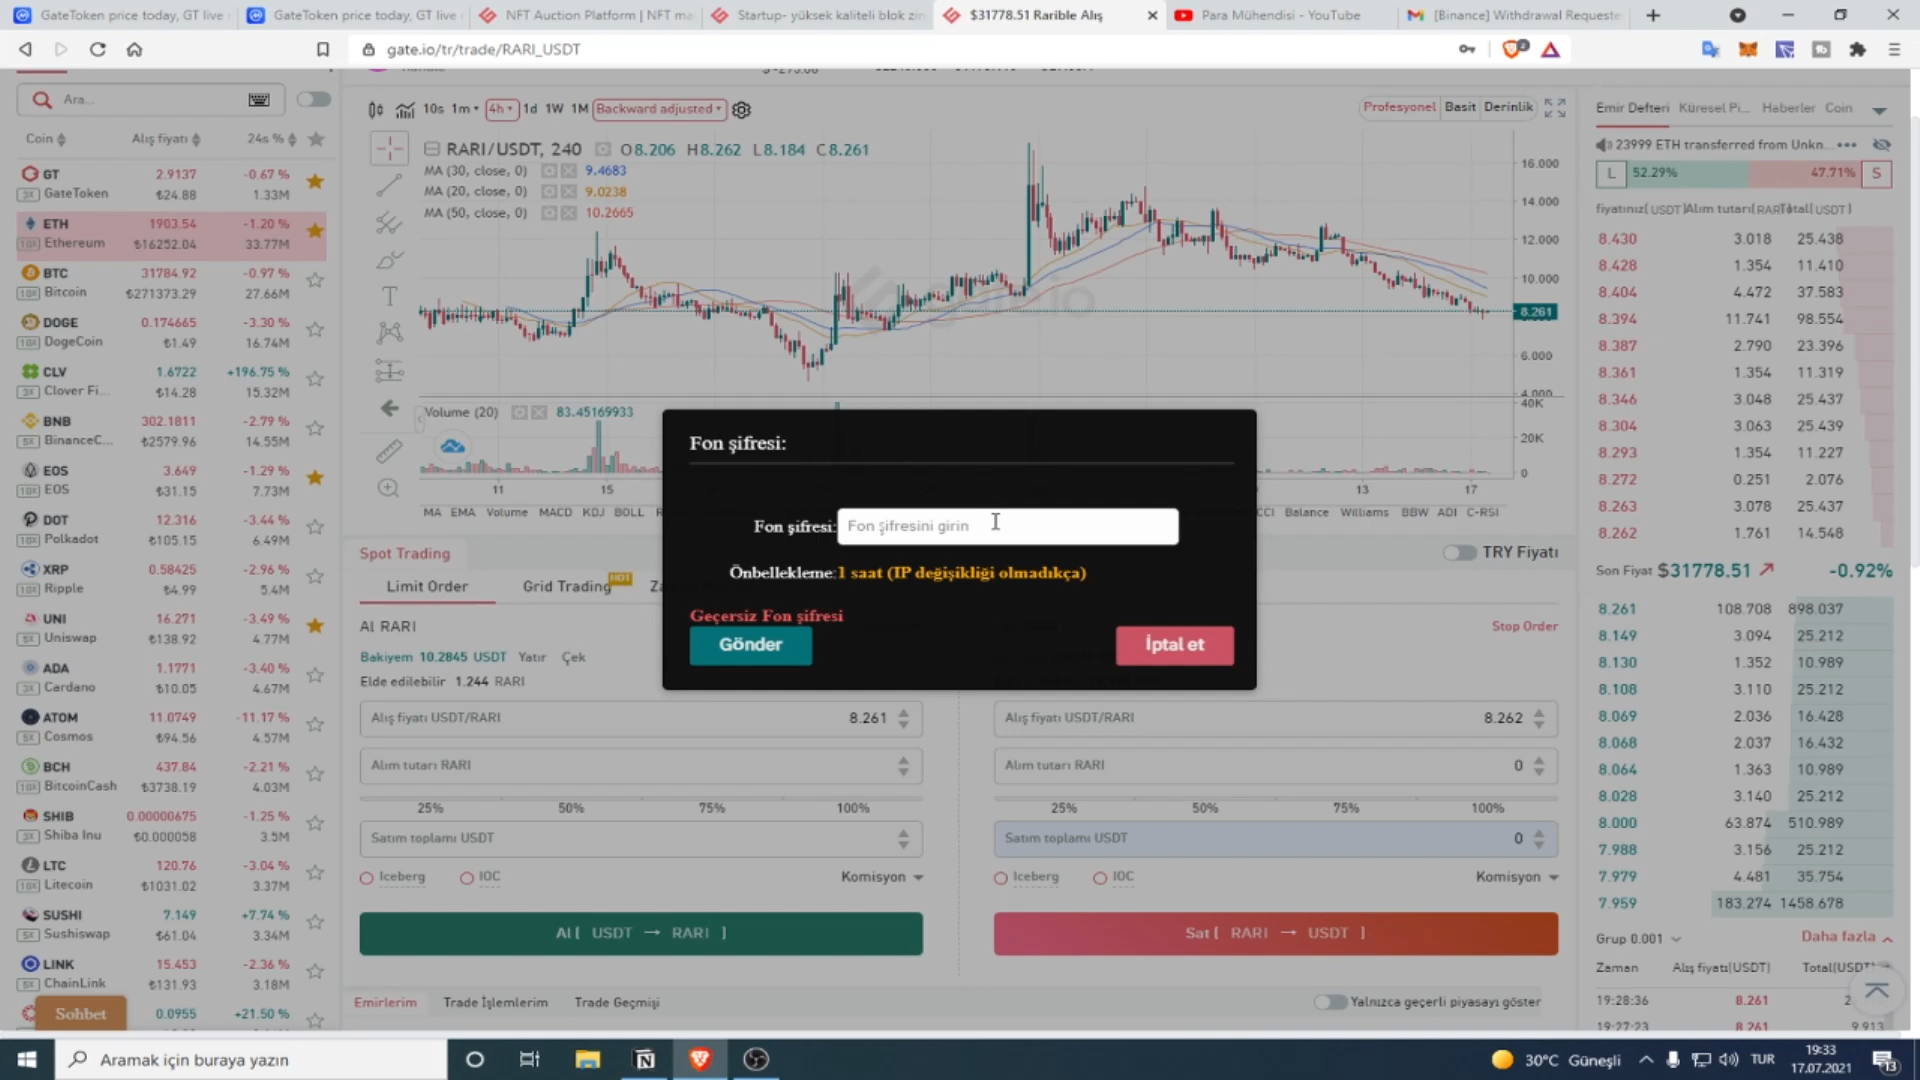 GateToken price today, GT live
GateToken price today, GT live
NFT Auction Platform | NFT ma
Startup- yüksek kaliteli blok zin
$31778.51 Rarible Alış
Para Mühendisi - YouTube
[Binance] Withdrawal Requeste
gate.io/tr/trade/RARI_USDT
Ara...
10s 1m 4h 1d 1W 1M Backward adjusted
Profesyonel Basit Derinlik
Coin Alış fiyatı 24s %
GT 2.9137 -0.67 %
3X GateToken ₺24.88 1.33M
ETH 1903.54 -1.20 %
10X Ethereum ₺16252.04 33.77M
BTC 31784.92 -0.97 %
10X Bitcoin ₺271373.29 27.66M
DOGE 0.174665 -3.30 %
10X DogeCoin ₺1.49 16.74M
CLV 1.6722 +196.75 %
3X Clover Fi... ₺14.28 15.32M
BNB 302.1811 -2.79 %
10X BinanceC... ₺2579.96 14.55M
EOS 3.649 -1.29 %
10X EOS ₺31.15 7.73M
DOT 12.316 -3.44 %
10X Polkadot ₺105.15 6.49M
XRP 0.58425 -2.96 %
10X Ripple ₺4.99 5.4M
UNI 16.271 -3.49 %
5X Uniswap ₺138.92 4.77M
ADA 1.1771 -3.40 %
3X Cardano ₺10.05 4.67M
ATOM 11.0749 -11.17 %
5X Cosmos ₺94.56 4.57M
BCH 437.84 -2.21 %
10X BitcoinCash ₺3738.19 4.03M
SHIB 0.00000675 -1.25 %
3X Shiba Inu ₺0.000058 3.5M
LTC 120.76 -3.04 %
10X Litecoin ₺1031.02 3.37M
SUSHI 7.149 +7.74 %
5X Sushiswap ₺61.04 3.34M
LINK 15.453 -2.36 %
5X ChainLink ₺131.93 3.18M
0.0955 +21.50 %
Sohbet
RARI/USDT, 240 O8.206 H8.262 L8.184 C8.261
MA (30, close, 0) 9.4683
MA (20, close, 0) 9.0238
MA (50, close, 0) 10.2665
16.000
14.000
12.000
10.000
8.261
6.000
4.000
Volume (20) 83.45169933
40K
20K
0
11 15 13 17
MA EMA Volume MACD KDJ BOLL
CCI Balance Williams BBW ADI C-RSI
Fon şifresi:
Fon şifresi: Fon şifresini girin
Önbellekleme:1 saat (IP değişikliği olmadıkça)
Geçersiz Fon şifresi
Gönder İptal et
Spot Trading
TRY Fiyatı
Limit Order Grid Trading HOT
Al RARI
Stop Order
Bakiyem 10.2845 USDT Yatır Çek
Elde edilebilir 1.244 RARI
Alış fiyatı USDT/RARI 8.261
Alım tutarı RARI
25% 50% 75% 100%
Satım toplamı USDT
Iceberg IOC Komisyon
Al [ USDT → RARI ]
Alış fiyatı USDT/RARI 8.262
Alım tutarı RARI 0
25% 50% 75% 100%
Satım toplamı USDT 0
Iceberg IOC Komisyon
Sat [ RARI → USDT ]
Emirlerim Trade İşlemlerim Trade Geçmişi
Yalnızca geçerli piyasayı göster
Emir Defteri Küresel Pi... Haberler Coin
23999 ETH transferred from Unkn...
L 52.29% 47.71% S
8.430 3.018 25.438
8.428 1.354 11.410
8.404 4.472 37.583
8.394 11.741 98.554
8.387 2.790 23.396
8.361 1.354 11.319
8.346 3.048 25.437
8.304 3.063 25.439
8.293 1.354 11.227
8.272 0.251 2.076
8.263 3.078 25.437
8.262 1.761 14.548
Son Fiyat $31778.51 -0.92%
8.261 108.708 898.037
8.149 3.094 25.212
8.130 1.352 10.989
8.108 3.110 25.212
8.069 2.036 16.428
8.068 2.037 16.432
8.064 1.363 10.989
8.028 3.140 25.212
8.000 63.874 510.989
7.988 3.156 25.212
7.979 4.481 35.754
7.959 183.274 1458.678
Grup 0.001 Daha fazla
Zaman Alış fiyatı(USDT) Total(USDT)
19:28:36 8.261
19:27:23 8.261 9.913
Aramak için buraya yazın
30°C Güneşli
TUR
19:33
17.07.2021
13